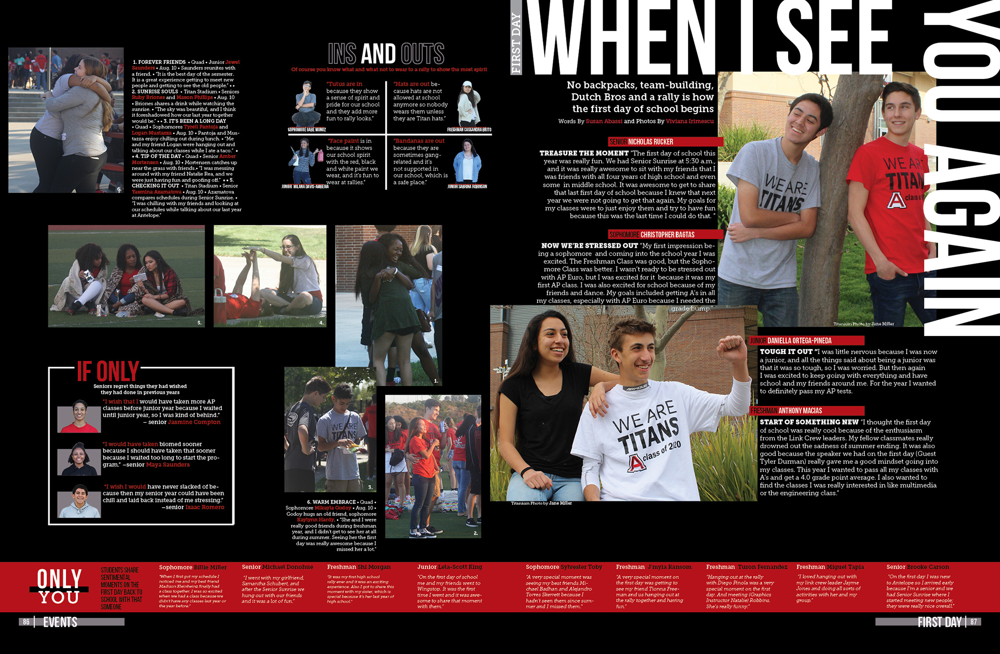 FIRST DAY
WHEN I SEE
YOU AGAIN
1. FOREVER FRIENDS • Quad • Junior Jewel
Saunders • Aug. 10 • Saunders reunites with
a friend. • "It is the best day of the semester.
It is a great experience getting to meet new
people and getting to see the old people." • •
2. SUNRISE SOULS • Titan Stadium • Seniors
Ruby Briones and Mason Phillips • Aug. 10
• Briones shares a drink while watching the
sunrise. • "The sky was beautiful, and I think
it foreshadowed how our last year together
would be." • • 3. IT'S BEEN A LONG DAY
• Quad • Sophomores Tyrell Pantoja and
Logan Mustazza • Aug. 10 • Pantoja and Mus-
tazza enjoy chilling out during lunch. • "Me
and my friend Logan were hanging out and
talking about our classes while I ate a taco." •
• 4. TIP OF THE DAY • Quad • Senior Amber
Mortensen • Aug. 10 • Mortensen catches up
near the grass with friends.• "I was messing
around with my friend Natalie Rea, and we
were just having fun and goofing off." • • 5.
CHECKING IT OUT • Titan Stadium • Senior
Yasmina Azamatova • Aug. 10 • Azamatova
compares schedules during Senior Sunrise. •
"I was chilling with my friends and looking at
our schedules while talking about our last year
at Antelope."
6.
INS AND OUTS
Of course you know what and what not to wear to a rally to show the most spirit
"Tutus are in
because they show
a sense of spirit and
pride for our school
and they add more
fun to rally looks."
SOPHOMORE GABE MUNOZ
"Hats are out be-
cause hats are not
allowed at school
anymore so nobody
wears them unless
they are Titan hats."
FRESHMAN CASSANDRA BRITO
"Face paint is in
because it shows
our school spirit
with the red, black
and white paint we
wear, and it's fun to
wear at rallies."
JUNIOR MILANA DAVIS-AMBEGIA
"Bandanas are out
because they are
sometimes gang-
related and it's
not supported in
our school, which is
a safe place."
JUNIOR SABRINA ROBINSON
5.
4.
1.
3.
2.
IF ONLY
Seniors regret things they had wished
they had done in previous years
"I wish that I would have taken more AP
classes before junior year because I waited
until junior year, so I was kind of behind."
– senior Jasmine Compton
"I would have taken biomed sooner
because I should have taken that sooner
because I waited too long to start the pro-
gram." –senior Maya Saunders
"I wish I would have never slacked of be-
cause then my senior year could have been
chill and laid back instead of me stressing."
–senior Isaac Romero
WE ARE
TITANS
6. WARM EMBRACE • Quad •
Sophomore Mikayla Godoy • Aug. 10 •
Godoy hugs an old friend, sophomore
Kaylynn Hardy. • "She and I were
really good friends during freshman
year, and I didn't get to see her at all
during summer. Seeing her the first
day was really awesome because I
missed her a lot."
No backpacks, team-building,
Dutch Bros and a rally is how
the first day of school begins
Words By Susan Abassi and Photos By Viviana Irimescu
SENIOR NICHOLAS RUCKER
TREASURE THE MOMENT "The first day of school this
year was really fun. We had Senior Sunrise at 5:30 a.m.,
and it was really awesome to sit with my friends that I
was friends with all four years of high school and even
some in middle school. It was awesome to get to share
that last first day of school because I knew that next
year we were not going to get that again. My goals for
my classes were to just enjoy them and try to have fun
because this was the last time I could do that. "
SOPHOMORE CHRISTOPHER BAGTAS
NOW WE'RE STRESSED OUT "My first impression be-
ing a sophomore and coming into the school year I was
excited. The Freshman Class was good, but the Sopho-
more Class was better. I wasn't ready to be stressed out
with AP Euro, but I was excited for it because it was my
first AP class. I was also excited for school because of my
friends and dance. My goals included getting A's in all
my classes, especially with AP Euro because I needed the
grade bump."
WE ARE
TITANS
WE ARE
TITAN
A class of
Titanium Photo by Jane Miller
ARMOUR
WE ARE
TITANS
A class of 2020
Titanium Photo by Jane Miller
JUNIOR DANIELLA ORTEGA-PINEDA
TOUGH IT OUT "I was little nervous because I was now
a junior, and all the things said about being a junior was
that it was so tough, so I was worried. But then again
I was excited to keep going with everything and have
school and my friends around me. For the year I wanted
to definitely pass my AP tests.
FRESHMAN ANTHONY MACIAS
START OF SOMETHING NEW "I thought the first day
of school was really cool because of the enthusiasm
from the Link Crew leaders. My fellow classmates really
drowned out the sadness of summer ending. It was also
good because the speaker we had on the first day (Guest
Tyler Durman) really gave me a good mindset going into
my classes. This year I wanted to pass all my classes with
A's and get a 4.0 grade point average. I also wanted to
find the classes I was really interested in like multimedia
or the engineering class."
ONLY
YOU
STUDENTS SHARE
SENTIMENTAL
MOMENTS ON THE
FIRST DAY BACK TO
SCHOOL WITH THAT
SOMEONE
Sophomore Billie Miller
"When I first got my schedule I
noticed me and my best friend
Madison Kleinheinz finally had
a class together. I was so excited
when we had a class because we
didn't have any classes last year or
the year before."
Senior Michael Donohue
"I went with my girlfriend,
Samantha Schubert, and
after the Senior Sunrise we
hung out with our friends
and it was a lot of fun."
Freshman Shi Morgan
"It was my first high school
rally ever and it was an exciting
experience. Also I got to share this
moment with my sister, which is
special because it's her last year of
high school."
Junior Lela-Scott King
"On the first day of school
me and my friends went to
Wingstop. It was the first
time I went and it was awe-
some to share that moment
with them."
Sophomore Sylvester Toby
"A very special moment was
seeing my best friends Mi-
chael Badhan and Alejandro
Torres Skerrett because I
hadn't seen them since sum-
mer and I missed them."
Freshman J'myia Ransom
"A very special moment on
the first day was getting to
see my friend Tionna Free-
man and us hanging out at
the rally together and having
fun."
Freshman Turon Fernandez
"Hanging out at the rally
with Diego Pinola was a very
special moment on the first
day. And meeting (Graphics
Instructor Natalie) Robbins.
She's really funny."
Freshman Miguel Tapia
"I loved hanging out with
my link crew leader Jayme
Jones and doing all sorts of
activities with her and my
group."
Senior Brooke Carson
"On the first day I was new
to Antelope so I arrived early
because I'm a senior and we
had Senior Sunrise where I
started meeting new people;
they were really nice overall."
86 | EVENTS
FIRST DAY | 87